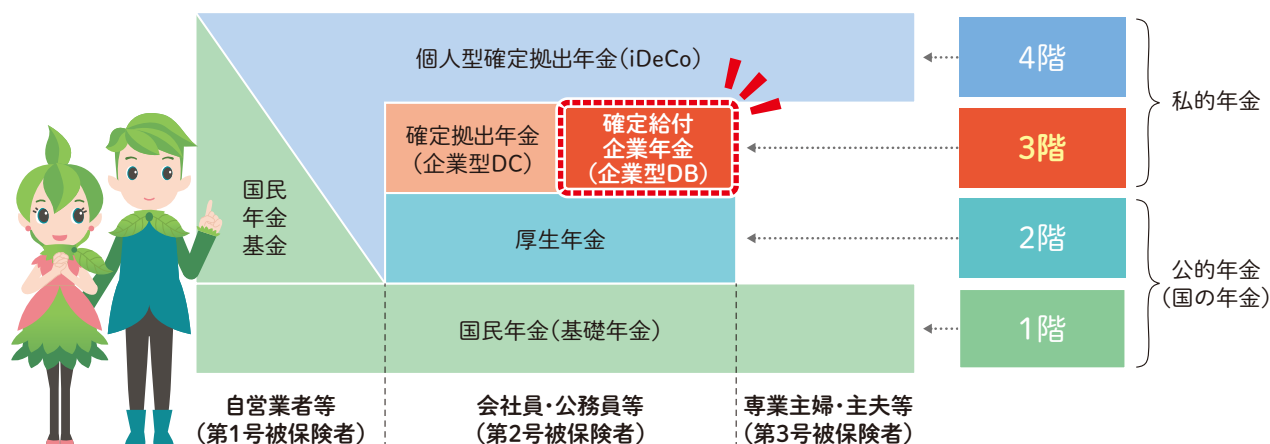 個人型確定拠出年金（iDeCo）
4階
私的年金
確定拠出年金
（企業型DC）
確定給付
企業年金
（企業型DB）
3階
国民
年金
基金
厚生年金
2階
公的年金
（国の年金）
国民年金（基礎年金）
1階
自営業者等
（第1号被保険者）
会社員・公務員等
（第2号被保険者）
専業主婦・主夫等
（第3号被保険者）